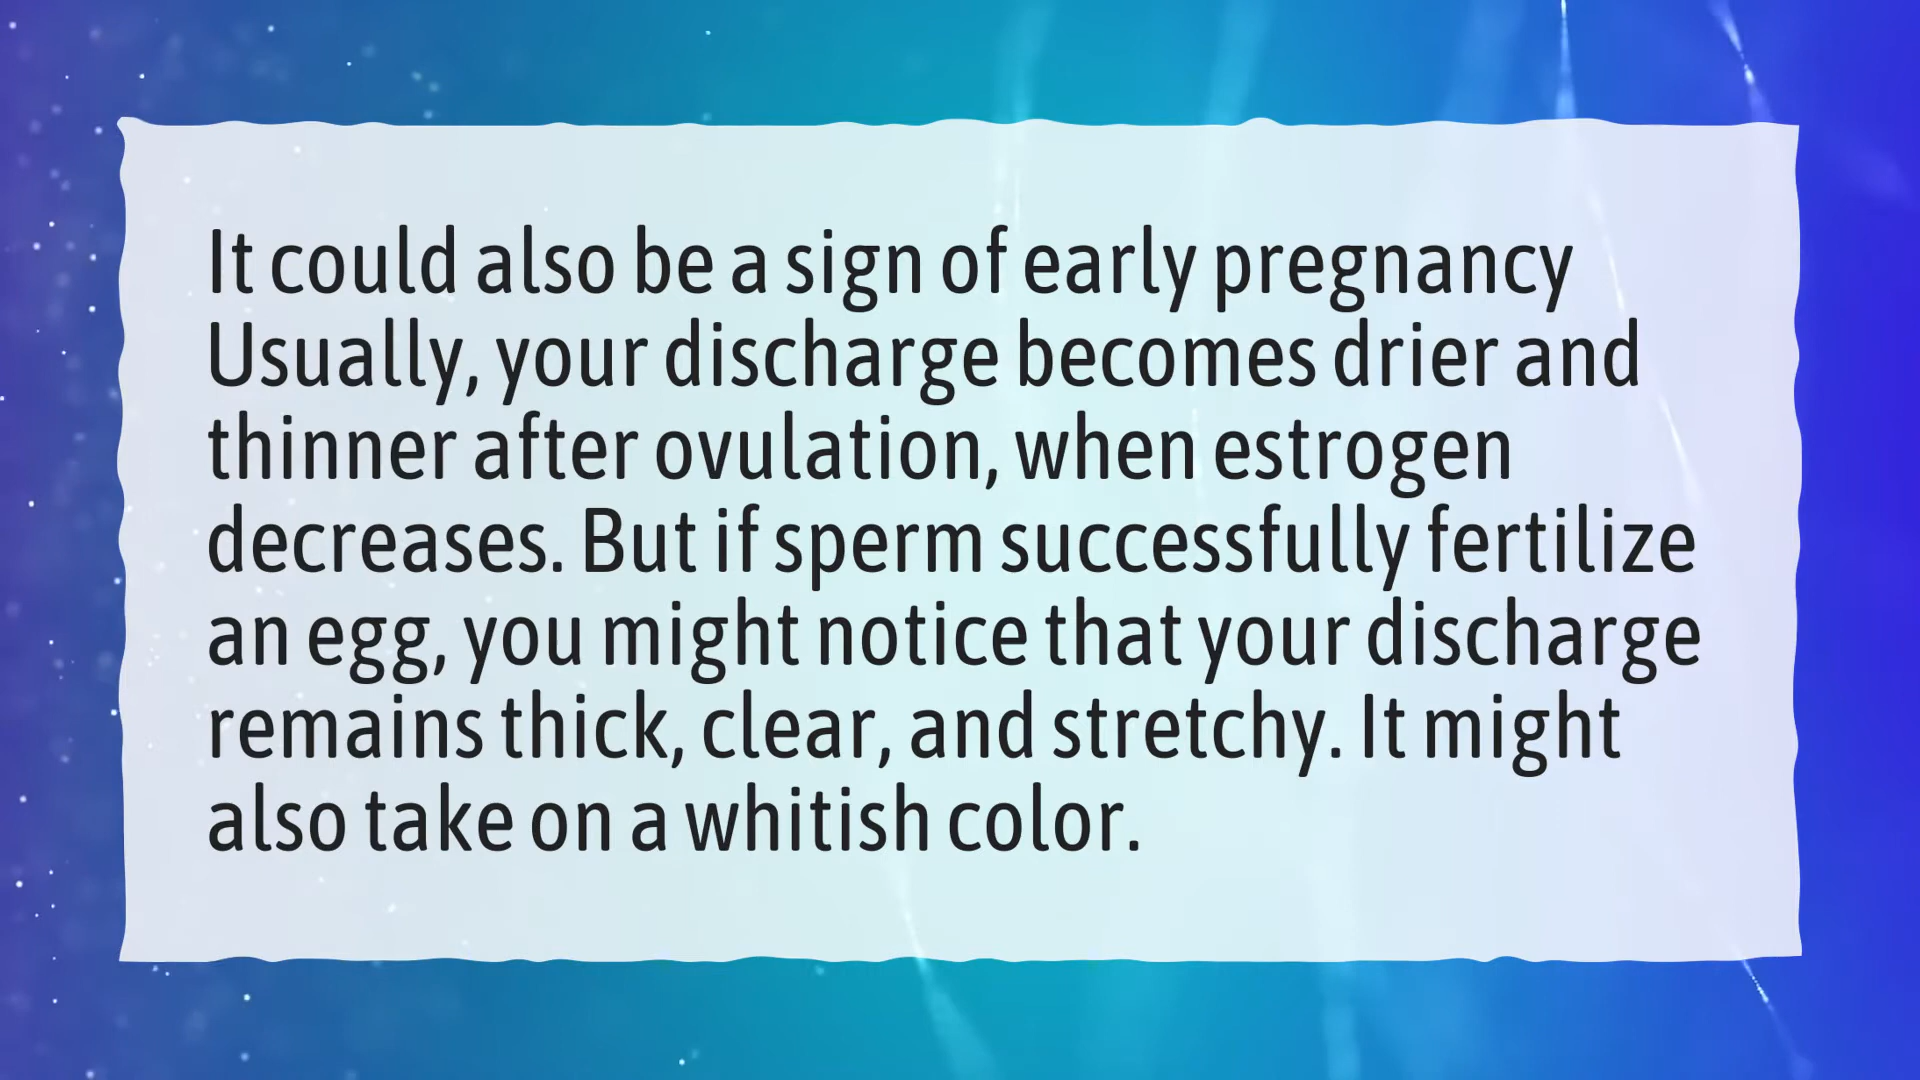 It could also be a sign of early pregnancy
Usually, your discharge becomes drier and
thinner after ovulation, when estrogen
decreases. But if sperm successfully fertilize
an egg, you might notice that your discharge
remains thick, clear, and stretchy. It might
also take on a whitish color.